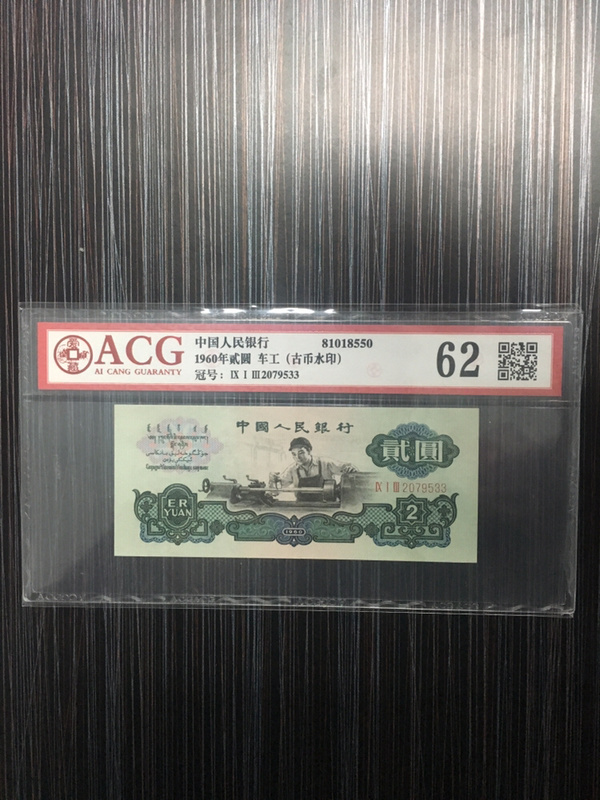 ACG
AI CANG GUARANTY
中国人民银行 81018550
1960年贰圆 车工（古币水印）
冠号：IX I III2079533
62
中國人民銀行
贰圓
IX I III 2079533
ER
YUAN
1960
2